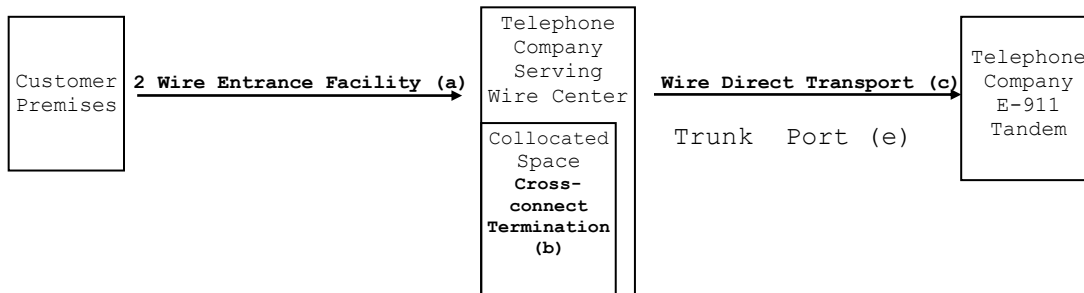 Customer
Premises
2 Wire Entrance Facility (a)
Telephone
Company
Serving
Wire Center
Collocated
Space
Cross-
connect
Termination
(b)
Wire Direct Transport (c)
Trunk Port (e)
Telephone
Company
E-911
Tandem